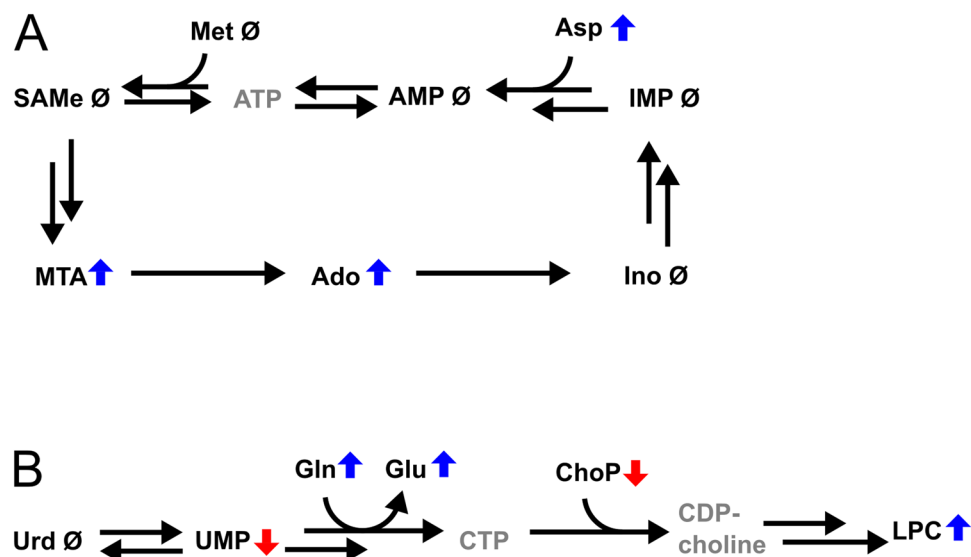 A
Met Ø
Asp
SAMe Ø
ATP
AMP Ø
IMP Ø
MTA
Ado
Ino Ø
B
Gln
Glu
ChoP
Urd Ø
UMP
CTP
CDP-
choline
LPC